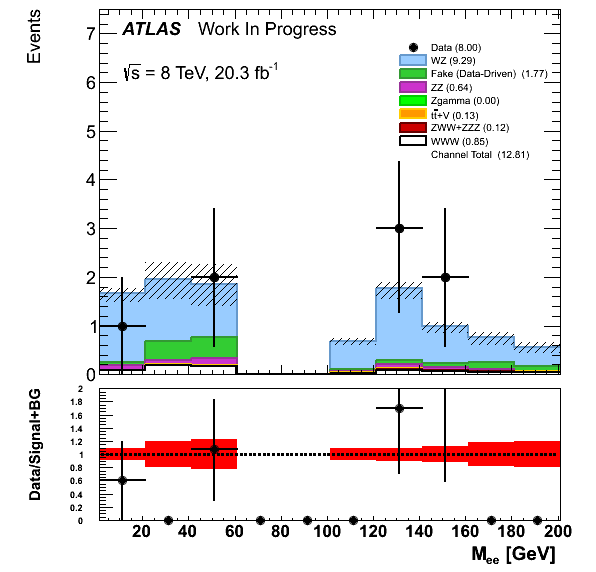 Events
7
6
5
4
3
2
1
0
ATLAS Work In Progress
√s = 8 TeV, 20.3 fb-1
Data (8.00)
WZ (9.29)
Fake (Data-Driven) (1.77)
ZZ (0.64)
Zgamma (0.00)
tt̄+V (0.13)
ZWW+ZZZ (0.12)
WWW (0.85)
Channel Total (12.81)
Data/Signal+BG
2
1.8
1.6
1.4
1.2
1
0.8
0.6
0.4
0.2
0
20 40 60 80 100 120 140 160 180 200
Mee [GeV]